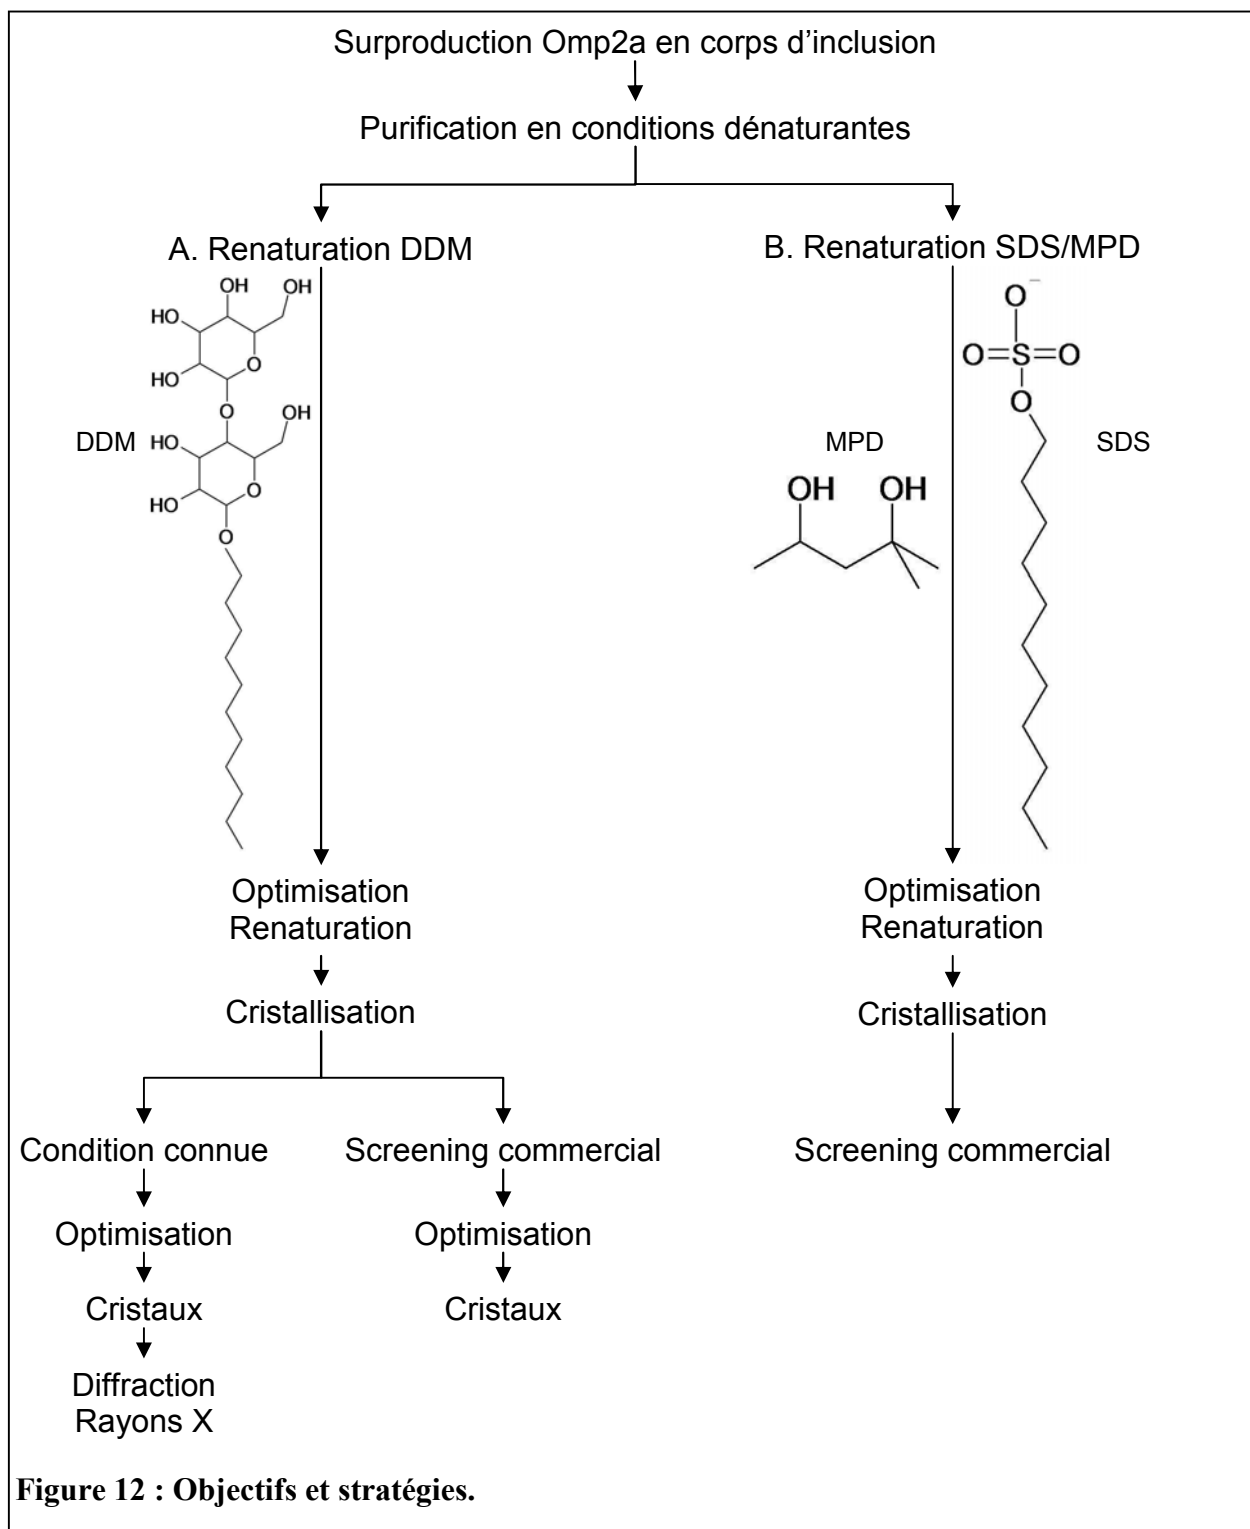 Surproduction Omp2a en corps d'inclusion
Purification en conditions dénaturantes
A. Renaturation DDM
B. Renaturation SDS/MPD
OH
OH
HO
HO
O
HO
O
OH
DDM
HO
HO
O
O
O⁻
O=S=O
O
MPD
SDS
OH
OH
Optimisation
Renaturation
Optimisation
Renaturation
Cristallisation
Cristallisation
Condition connue
Screening commercial
Screening commercial
Optimisation
Optimisation
Cristaux
Cristaux
Diffraction
Rayons X
Figure 12 : Objectifs et stratégies.